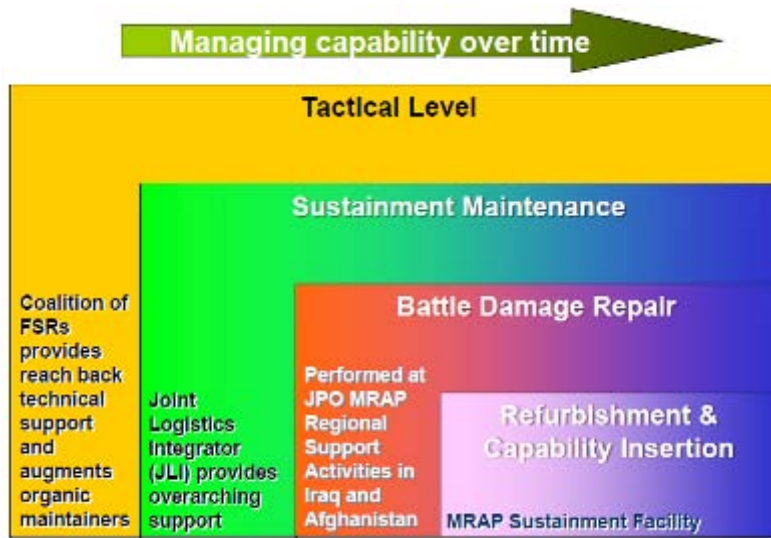 Managing capability over time
Tactical Level
Sustainment Maintenance
Battle Damage Repair
Refurbishment &
Capability Insertion
Coalition of
FSRs
provides
reach back
technical
support
and
augments
organic
maintainers
Joint
Logistics
Integrator
(JLI) provides
overarching
support
Performed at
JPO MRAP
Regional
Support
Activities in
Iraq and
Afghanistan
MRAP Sustainment Facility